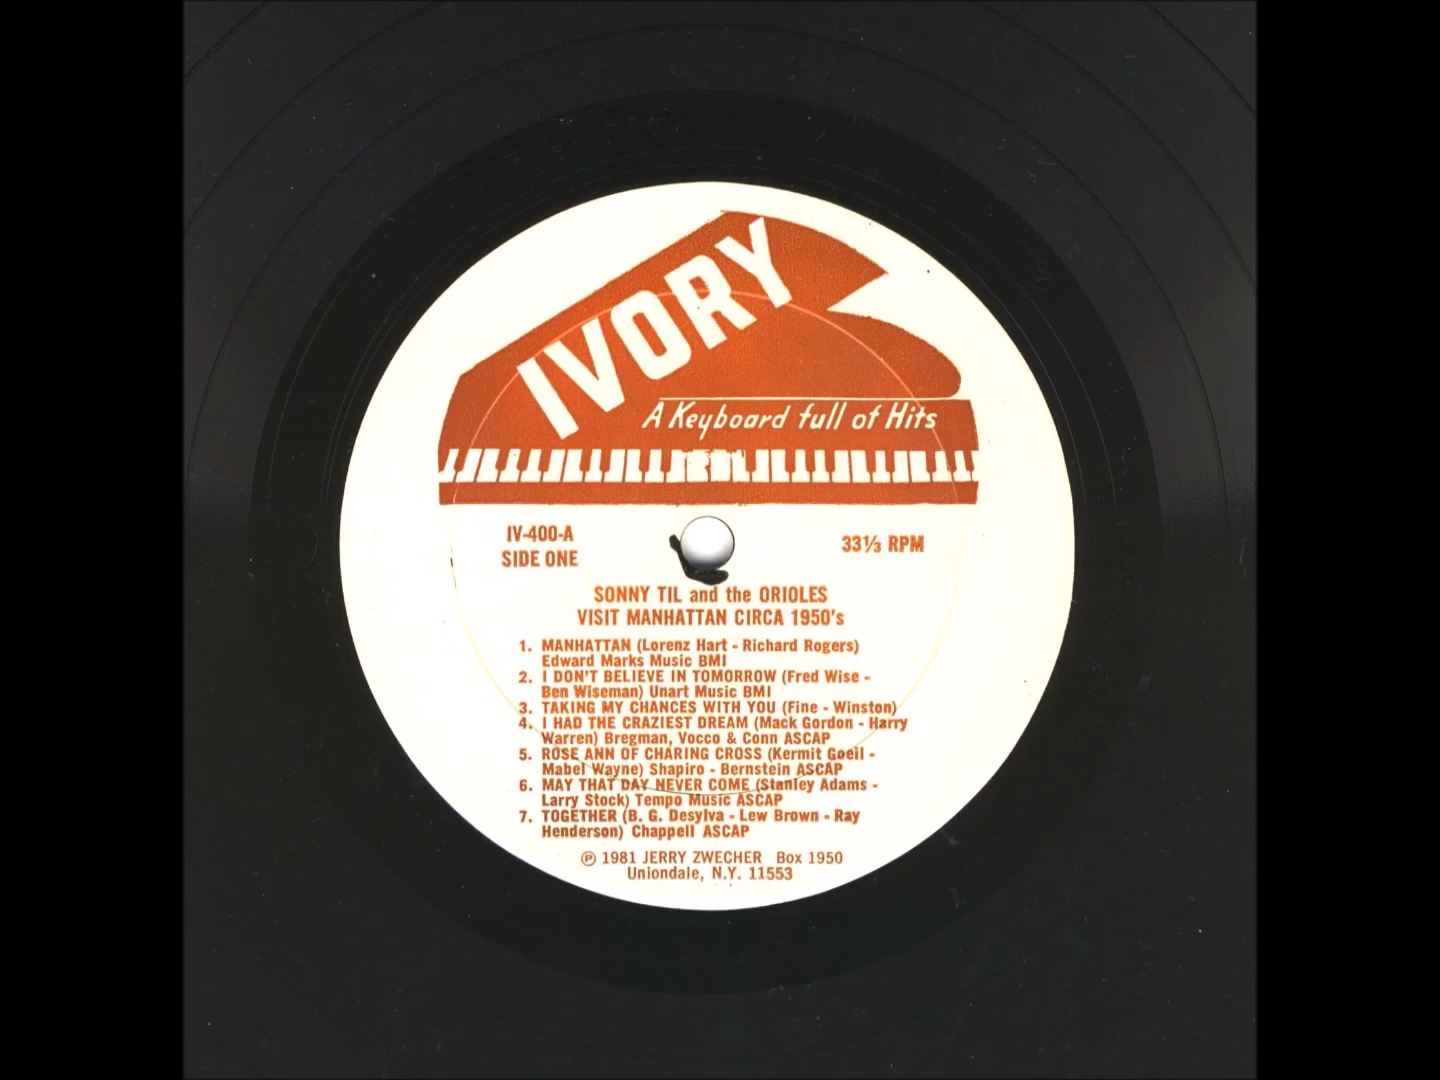 IVORY
A Keyboard full of Hits
IV-400-A
SIDE ONE
33⅓ RPM
SONNY TIL and the ORIOLES
VISIT MANHATTAN CIRCA 1950's
1. MANHATTAN (Lorenz Hart - Richard Rogers)
Edward Marks Music BMI
2. I DON'T BELIEVE IN TOMORROW (Fred Wise -
Ben Wiseman) Unart Music BMI
3. TAKING MY CHANCES WITH YOU (Fine - Winston)
4. I HAD THE CRAZIEST DREAM (Mack Gordon - Harry
Warren) Bregman, Vocco & Conn ASCAP
5. ROSE ANN OF CHARING CROSS (Kermit Goell -
Mabel Wayne) Shapiro - Bernstein ASCAP
6. MAY THAT DAY NEVER COME (Stanley Adams -
Larry Stock) Tempo Music ASCAP
7. TOGETHER (B. G. Desylva - Lew Brown - Ray
Henderson) Chappell ASCAP
℗ 1981 JERRY ZWECHER Box 1950
Uniondale, N.Y. 11553